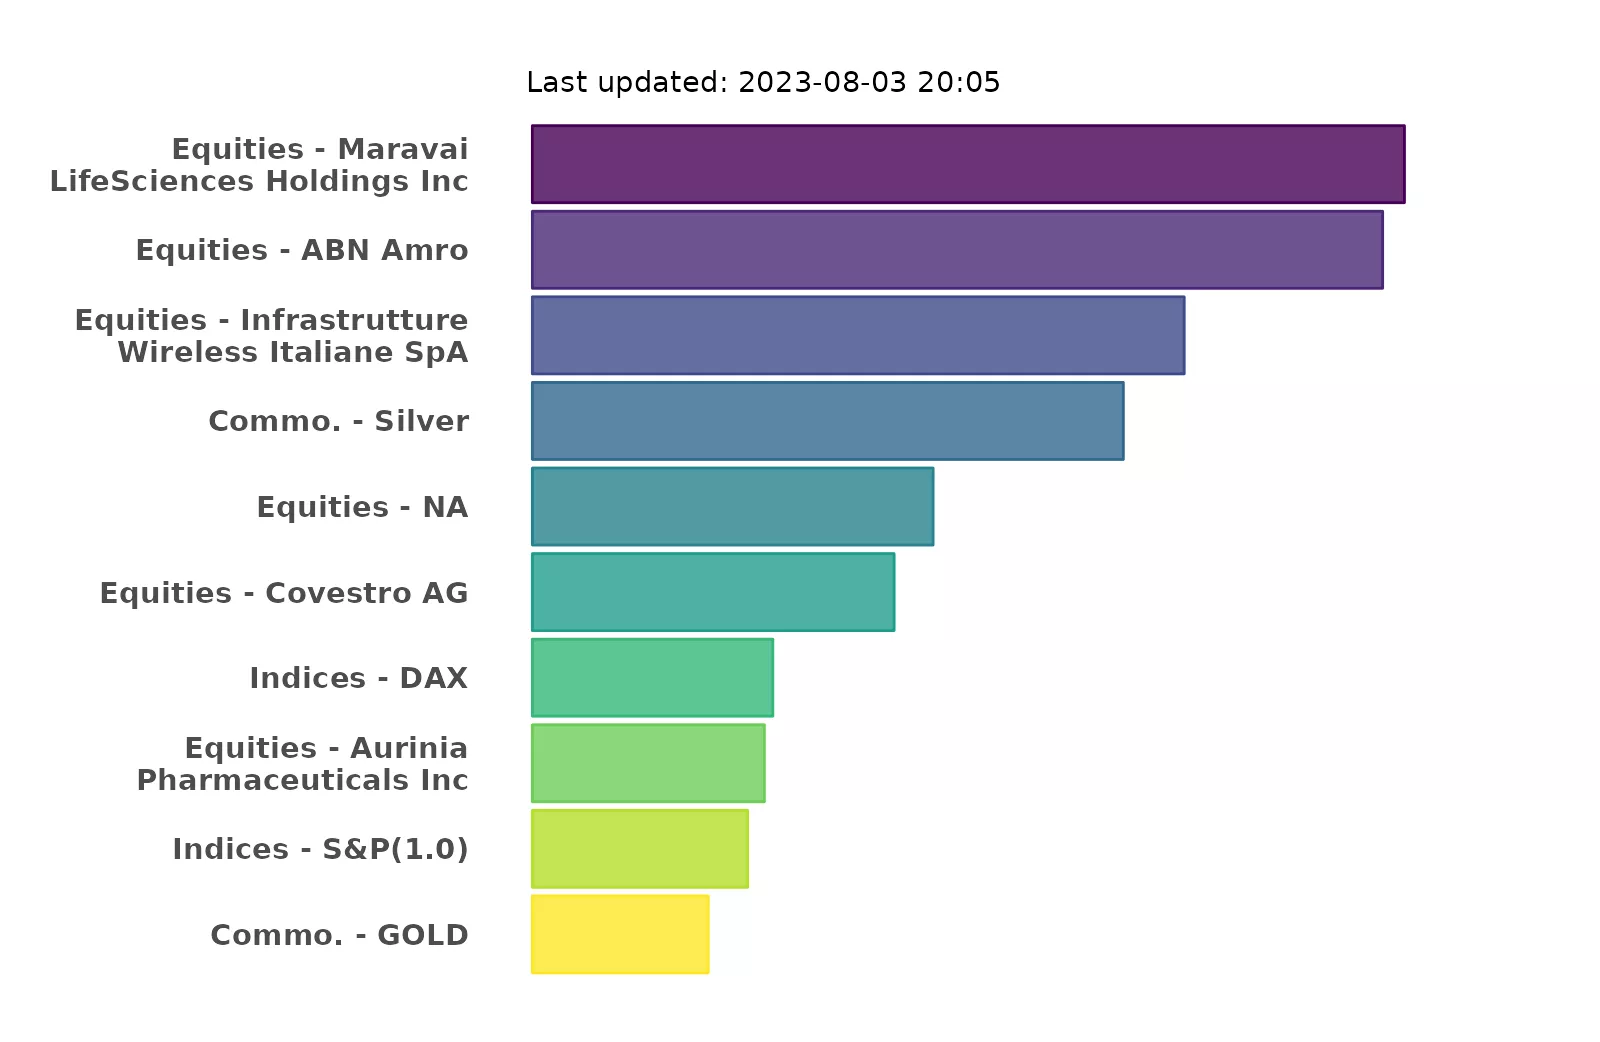 Last updated: 2023-08-03 20:05
Equities - Maravai
LifeSciences Holdings Inc
Equities - ABN Amro
Equities - Infrastrutture
Wireless Italiane SpA
Commo. - Silver
Equities - NA
Equities - Covestro AG
Indices - DAX
Equities - Aurinia
Pharmaceuticals Inc
Indices - S&P(1.0)
Commo. - GOLD